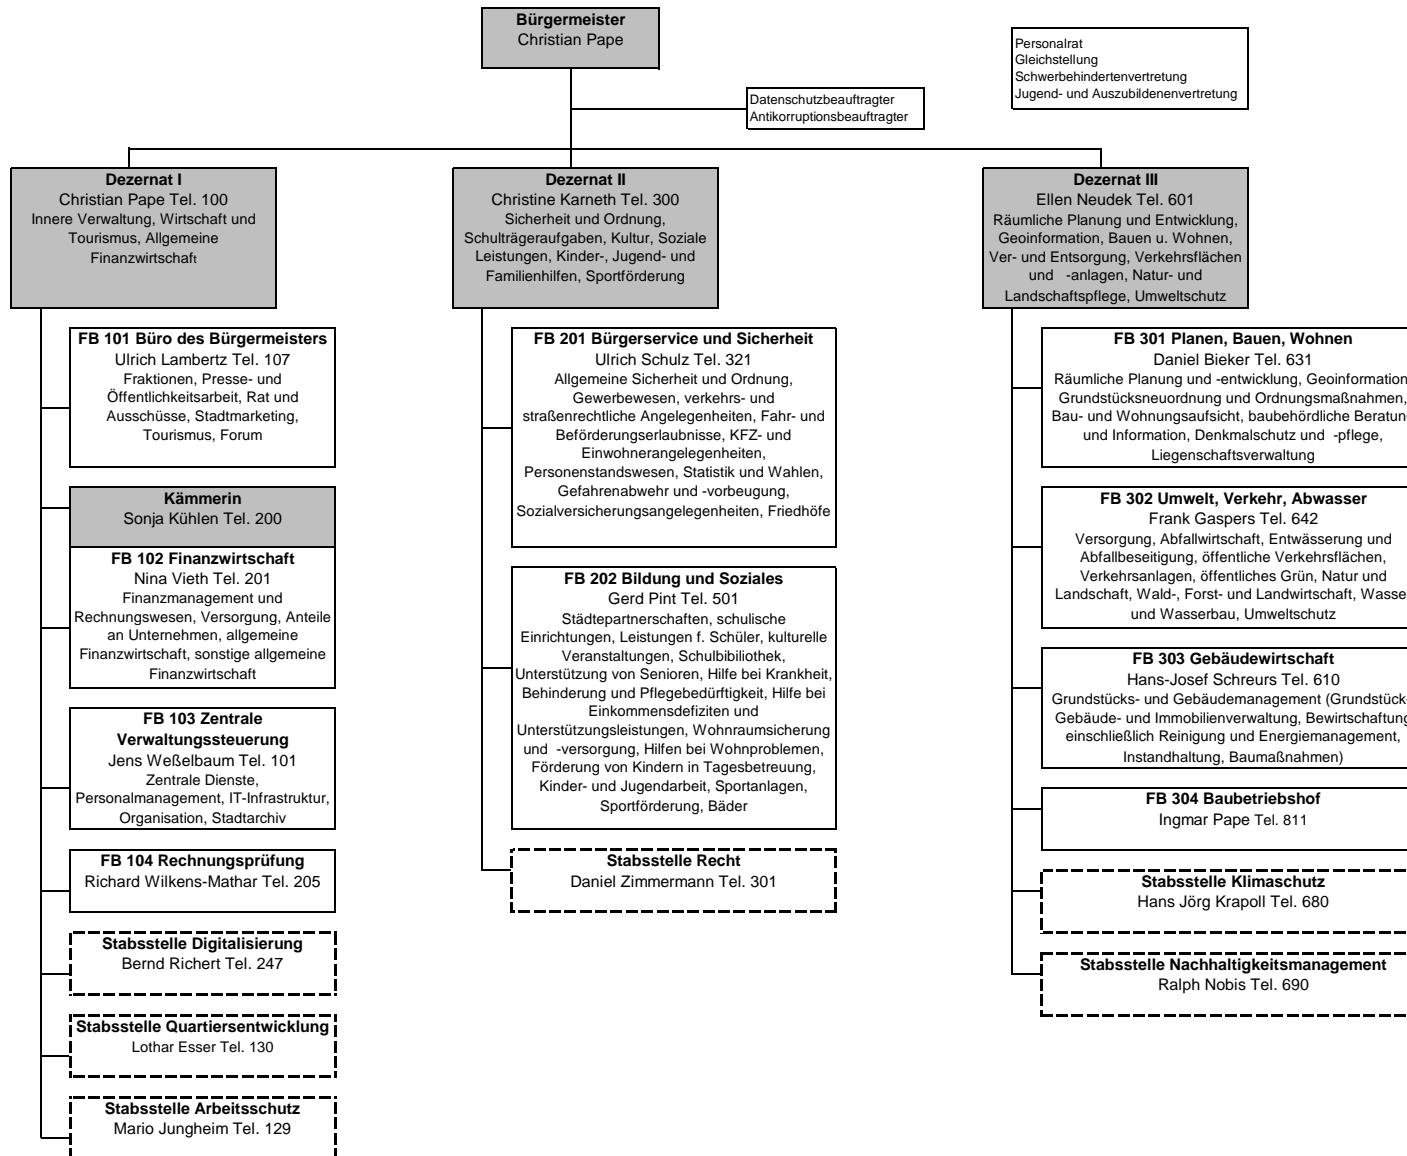 Bürgermeister
Christian Pape
Personalrat
Gleichstellung
Schwerbehindertenvertretung
Jugend- und Auszubildenenvertretung
Datenschutzbeauftragter
Antikorruptionsbeauftragter
Dezernat I
Christian Pape Tel. 100
Innere Verwaltung, Wirtschaft und
Tourismus, Allgemeine
Finanzwirtschaft
FB 101 Büro des Bürgermeisters
Ulrich Lambertz Tel. 107
Fraktionen, Presse- und
Öffentlichkeitsarbeit, Rat und
Ausschüsse, Stadtmarketing,
Tourismus, Forum
Kämmerin
Sonja Kühlen Tel. 200
FB 102 Finanzwirtschaft
Nina Vieth Tel. 201
Finanzmanagement und
Rechnungswesen, Versorgung, Anteile
an Unternehmen, allgemeine
Finanzwirtschaft, sonstige allgemeine
Finanzwirtschaft
FB 103 Zentrale
Verwaltungssteuerung
Jens Weßelbaum Tel. 101
Zentrale Dienste,
Personalmanagement, IT-Infrastruktur,
Organisation, Stadtarchiv
FB 104 Rechnungsprüfung
Richard Wilkens-Mathar Tel. 205
Stabsstelle Digitalisierung
Bernd Richert Tel. 247
Stabsstelle Quartiersentwicklung
Lothar Esser Tel. 130
Stabsstelle Arbeitsschutz
Mario Jungheim Tel. 129
Dezernat II
Christine Karneth Tel. 300
Sicherheit und Ordnung,
Schulträgeraufgaben, Kultur, Soziale
Leistungen, Kinder-, Jugend- und
Familienhilfen, Sportförderung
FB 201 Bürgerservice und Sicherheit
Ulrich Schulz Tel. 321
Allgemeine Sicherheit und Ordnung,
Gewerbewesen, verkehrs- und
straßenrechtliche Angelegenheiten, Fahr- und
Beförderungserlaubnisse, KFZ- und
Einwohnerangelegenheiten,
Personenstandswesen, Statistik und Wahlen,
Gefahrenabwehr und -vorbeugung,
Sozialversicherungsangelegenheiten, Friedhöfe
FB 202 Bildung und Soziales
Gerd Pint Tel. 501
Städtepartnerschaften, schulische
Einrichtungen, Leistungen f. Schüler, kulturelle
Veranstaltungen, Schulbibiliothek,
Unterstützung von Senioren, Hilfe bei Krankheit,
Behinderung und Pflegebedürftigkeit, Hilfe bei
Einkommensdefiziten und
Unterstützungsleistungen, Wohnraumsicherung
und -versorgung, Hilfen bei Wohnproblemen,
Förderung von Kindern in Tagesbetreuung,
Kinder- und Jugendarbeit, Sportanlagen,
Sportförderung, Bäder
Stabsstelle Recht
Daniel Zimmermann Tel. 301
Dezernat III
Ellen Neudek Tel. 601
Räumliche Planung und Entwicklung,
Geoinformation, Bauen u. Wohnen,
Ver- und Entsorgung, Verkehrsflächen
und -anlagen, Natur- und
Landschaftspflege, Umweltschutz
FB 301 Planen, Bauen, Wohnen
Daniel Bieker Tel. 631
Räumliche Planung und -entwicklung, Geoinformation
Grundstücksneuordnung und Ordnungsmaßnahmen,
Bau- und Wohnungsaufsicht, baubehördliche Beratun
und Information, Denkmalschutz und -pflege,
Liegenschaftsverwaltung
FB 302 Umwelt, Verkehr, Abwasser
Frank Gaspers Tel. 642
Versorgung, Abfallwirtschaft, Entwässerung und
Abfallbeseitigung, öffentliche Verkehrsflächen,
Verkehrsanlagen, öffentliches Grün, Natur und
Landschaft, Wald-, Forst- und Landwirtschaft, Wasse
und Wasserbau, Umweltschutz
FB 303 Gebäudewirtschaft
Hans-Josef Schreurs Tel. 610
Grundstücks- und Gebäudemanagement (Grundstück-
Gebäude- und Immobilienverwaltung, Bewirtschaftung
einschließlich Reinigung und Energiemanagement,
Instandhaltung, Baumaßnahmen)
FB 304 Baubetriebshof
Ingmar Pape Tel. 811
Stabsstelle Klimaschutz
Hans Jörg Krapoll Tel. 680
Stabsstelle Nachhaltigkeitsmanagement
Ralph Nobis Tel. 690